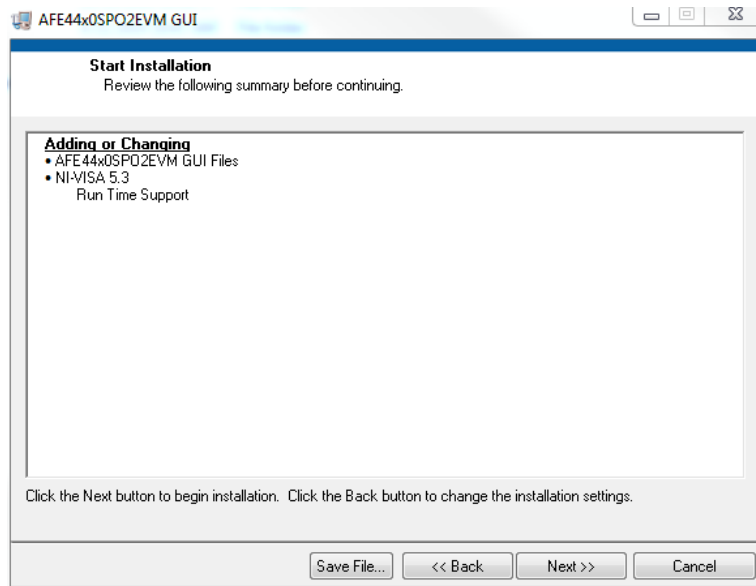 AFE44x0SPO2EVM GUI
Start Installation
Review the following summary before continuing.
Adding or Changing
• AFE44x0SPO2EVM GUI Files
• NI-VISA 5.3
Run Time Support
Click the Next button to begin installation. Click the Back button to change the installation settings.
Save File... << Back Next >> Cancel